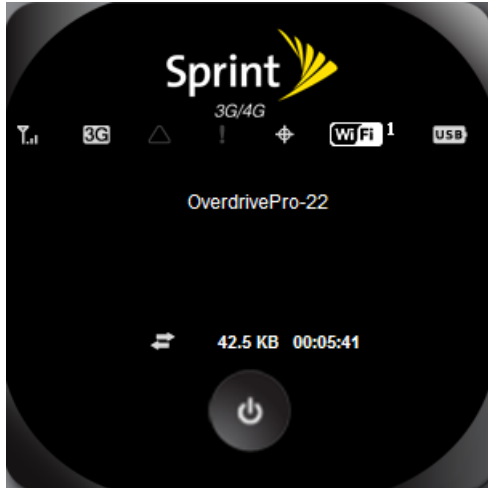 Sprint
3G/4G
3G ! WiFi 1 USB
OverdrivePro-22
42.5 KB 00:05:41